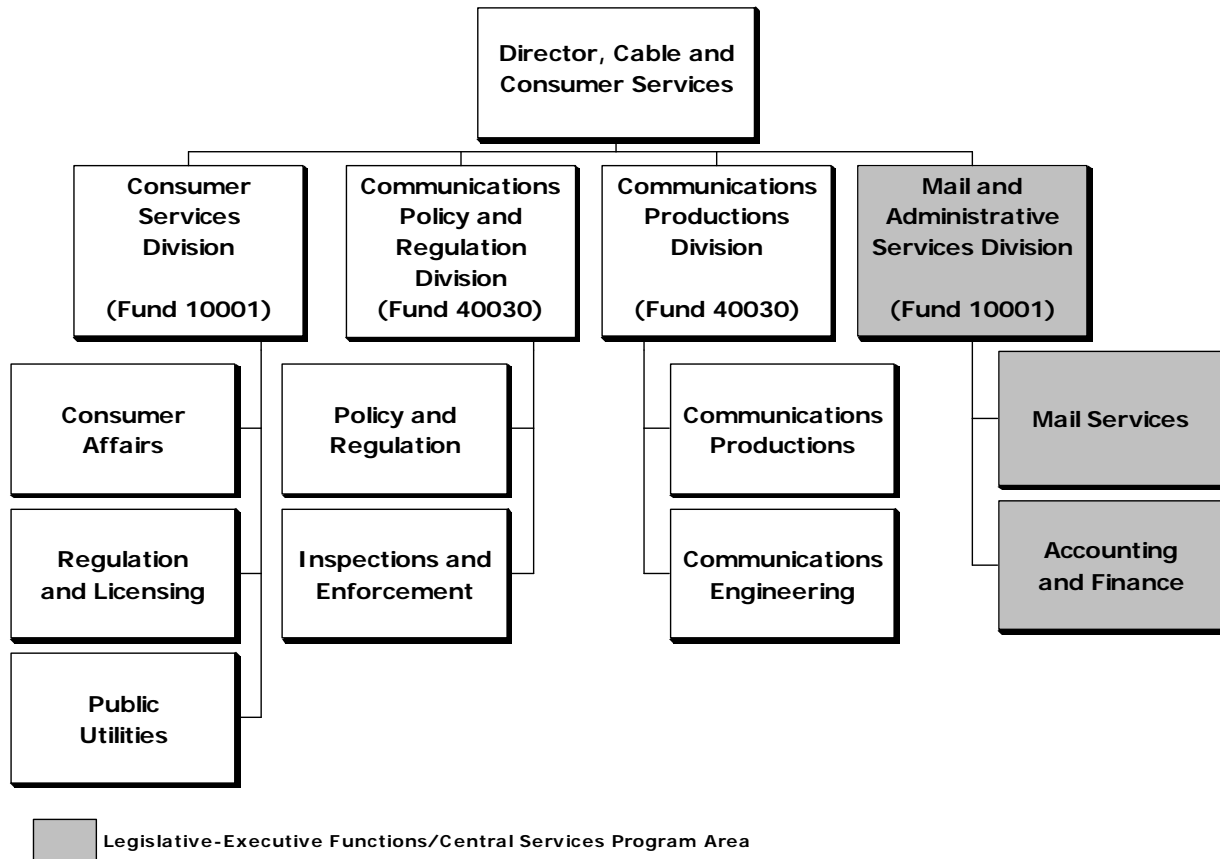 Director, Cable and
Consumer Services
Consumer
Services
Division
(Fund 10001)
Communications
Policy and
Regulation
Division
(Fund 40030)
Communications
Productions
Division
(Fund 40030)
Mail and
Administrative
Services Division
(Fund 10001)
Consumer
Affairs
Policy and
Regulation
Communications
Productions
Mail Services
Regulation
and Licensing
Inspections and
Enforcement
Communications
Engineering
Accounting
and Finance
Public
Utilities
Legislative-Executive Functions/Central Services Program Area